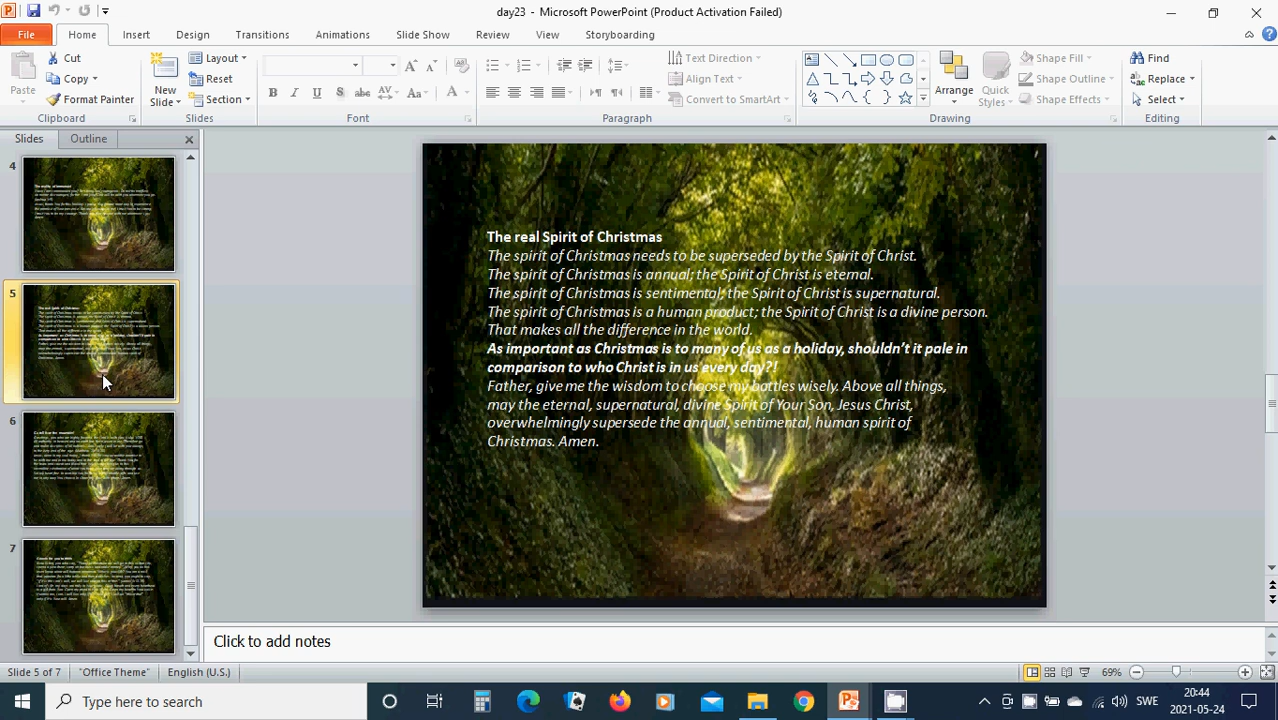 day23 - Microsoft PowerPoint (Product Activation Failed)
File Home Insert Design Transitions Animations Slide Show Review View Storyboarding
Paste
Cut
Copy
Format Painter
Clipboard
New Slide
Layout
Reset
Section
Slides
B I U S abc AV Aa A
Font
Text Direction
Align Text
Convert to SmartArt
Paragraph
Arrange
Quick Styles
Shape Fill
Shape Outline
Shape Effects
Drawing
Find
Replace
Select
Editing
Slides Outline
4
5
6
7
The real Spirit of Christmas
The spirit of Christmas needs to be superseded by the Spirit of Christ.
The spirit of Christmas is annual; the Spirit of Christ is eternal.
The spirit of Christmas is sentimental; the Spirit of Christ is supernatural.
The spirit of Christmas is a human product; the Spirit of Christ is a divine person.
That makes all the difference in the world.
As important as Christmas is to many of us as a holiday, shouldn't it pale in
comparison to who Christ is in us every day?!
Father, give me the wisdom to choose my battles wisely. Above all things,
may the eternal, supernatural, divine Spirit of Your Son, Jesus Christ,
overwhelmingly supersede the annual, sentimental, human spirit of
Christmas. Amen.
Click to add notes
Slide 5 of 7 "Office Theme" English (U.S.) 69%
Type here to search
SWE
20:44
2021-05-24